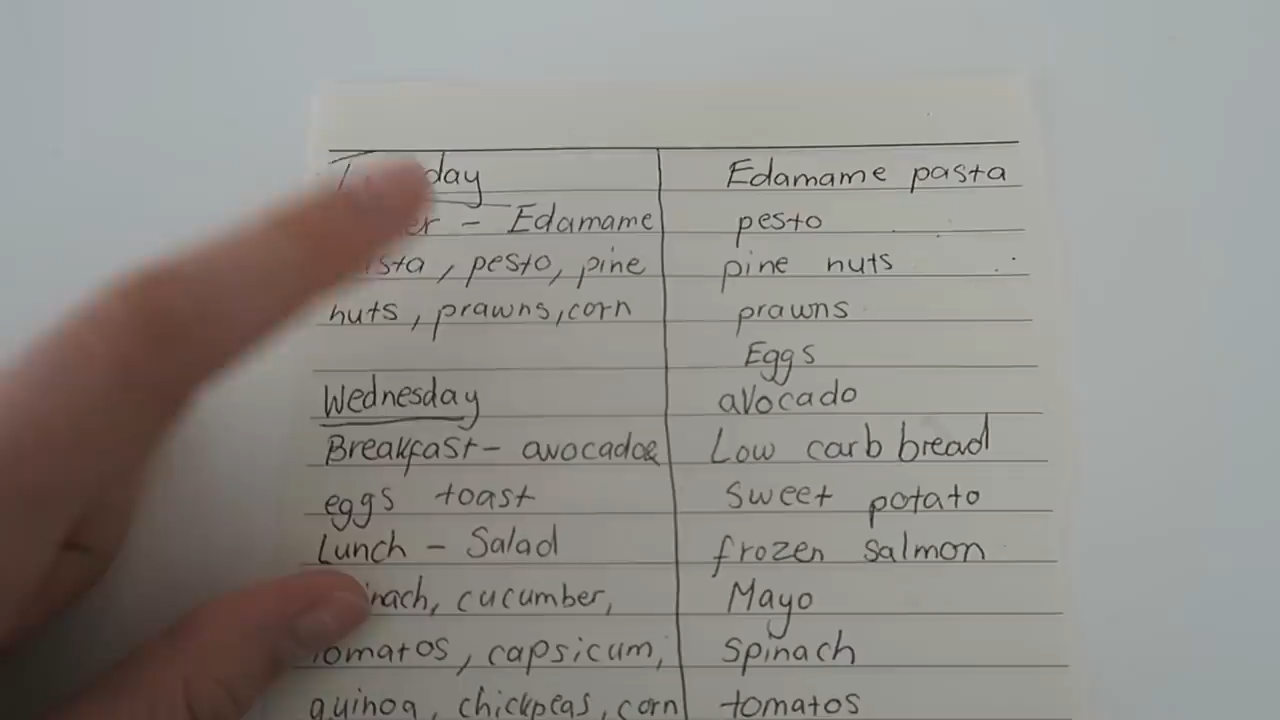 day
Edamame
pesto, pine
nuts, prawns, corn
Wednesday
Breakfast - avocado &
eggs toast
Lunch - Salad
cucumber,
capsicum,
quinoa, chickpeas, corn
Edamame pasta
pesto
pine nuts
prawns
Eggs
avocado
Low carb bread
Sweet potato
frozen salmon
Mayo
Spinach
tomatos